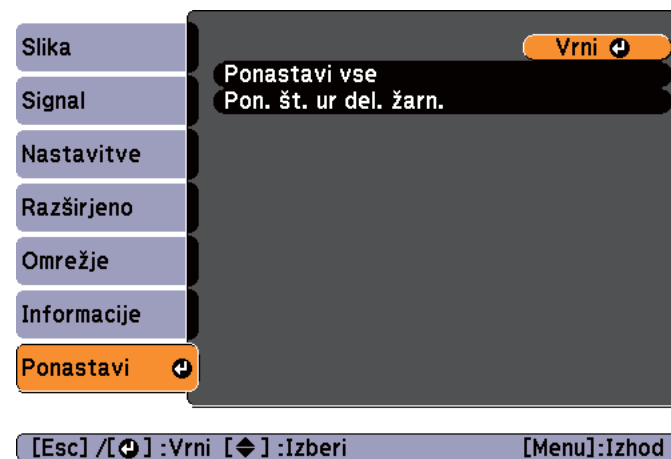 Slika
Signal
Nastavitve
Razširjeno
Omrežje
Informacije
Ponastavi
Vrni
Ponastavi vse
Pon. št. ur del. žarn.
[Esc] /[⏎] :Vrni [◆] :Izberi [Menu]:Izhod